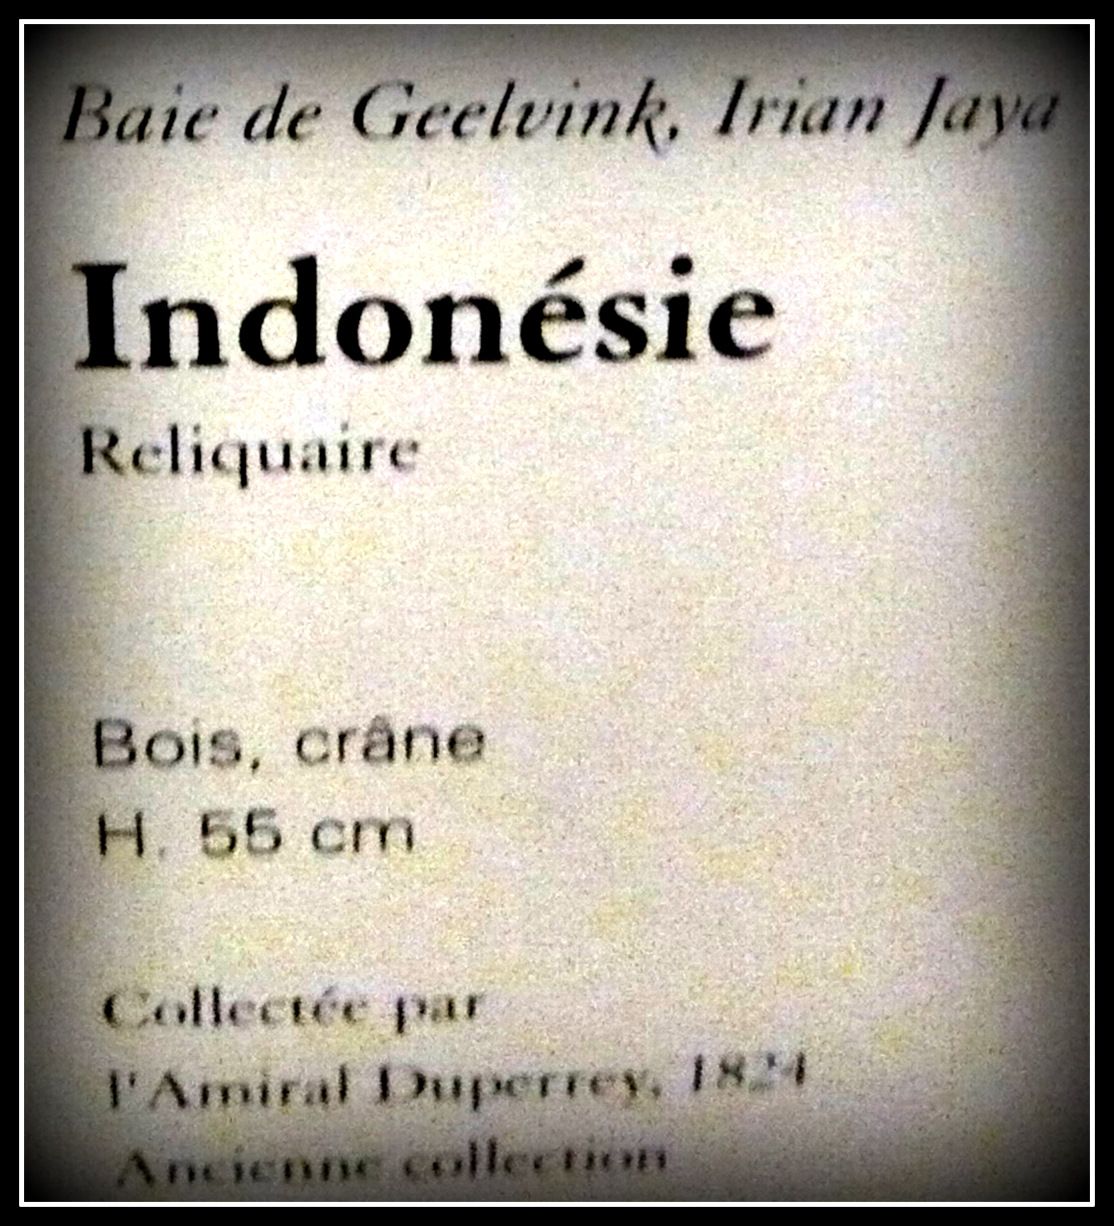 Baie de Geelvink, Irian Jaya
Indonésie
Reliquaire
Bois, crâne
H. 55 cm
Collectée par
l'Amiral Duperrey, 1824
Ancienne collection